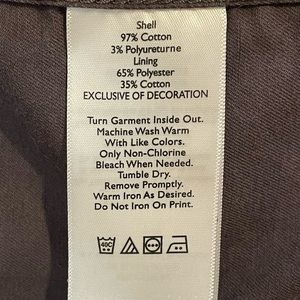 Shell
97% Cotton
3% Polyureturne
Lining
65% Polyester
35% Cotton
EXCLUSIVE OF DECORATION
Turn Garment Inside Out.
Machine Wash Warm
With Like Colors.
Only Non-Chlorine
Bleach When Needed.
Tumble Dry.
Remove Promptly.
Warm Iron As Desired.
Do Not Iron On Print.
40C